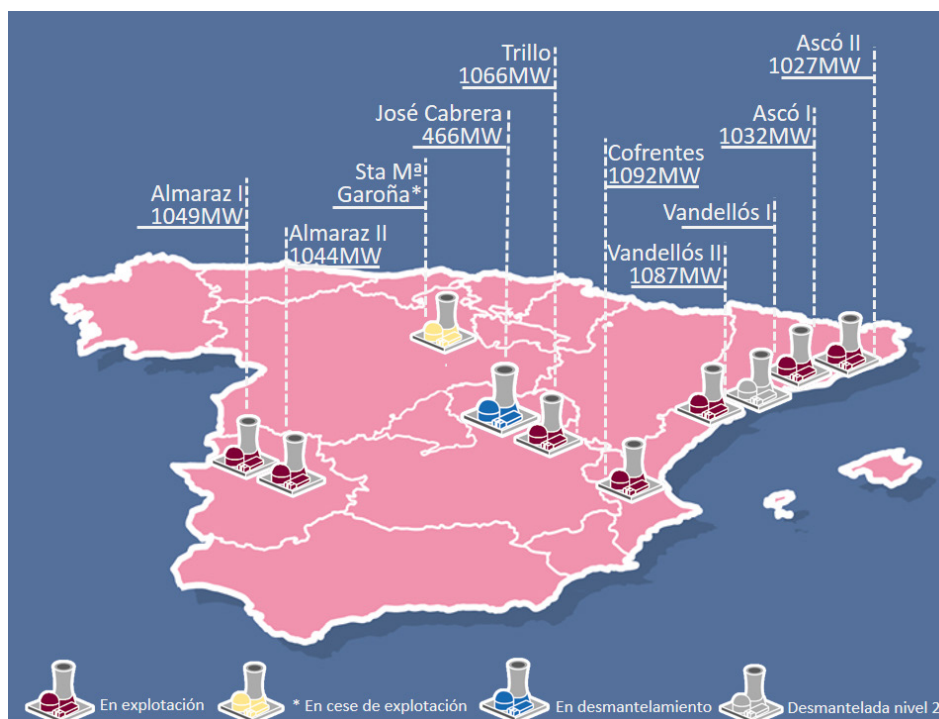 Trillo
1066MW
Ascó II
1027MW
José Cabrera
466MW
Ascó I
1032MW
Sta Mª
Garoña*
Cofrentes
1092MW
Almaraz I
1049MW
Vandellós I
Almaraz II
1044MW
Vandellós II
1087MW
En explotación
* En cese de explotación
En desmantelamiento
Desmantelada nivel 2